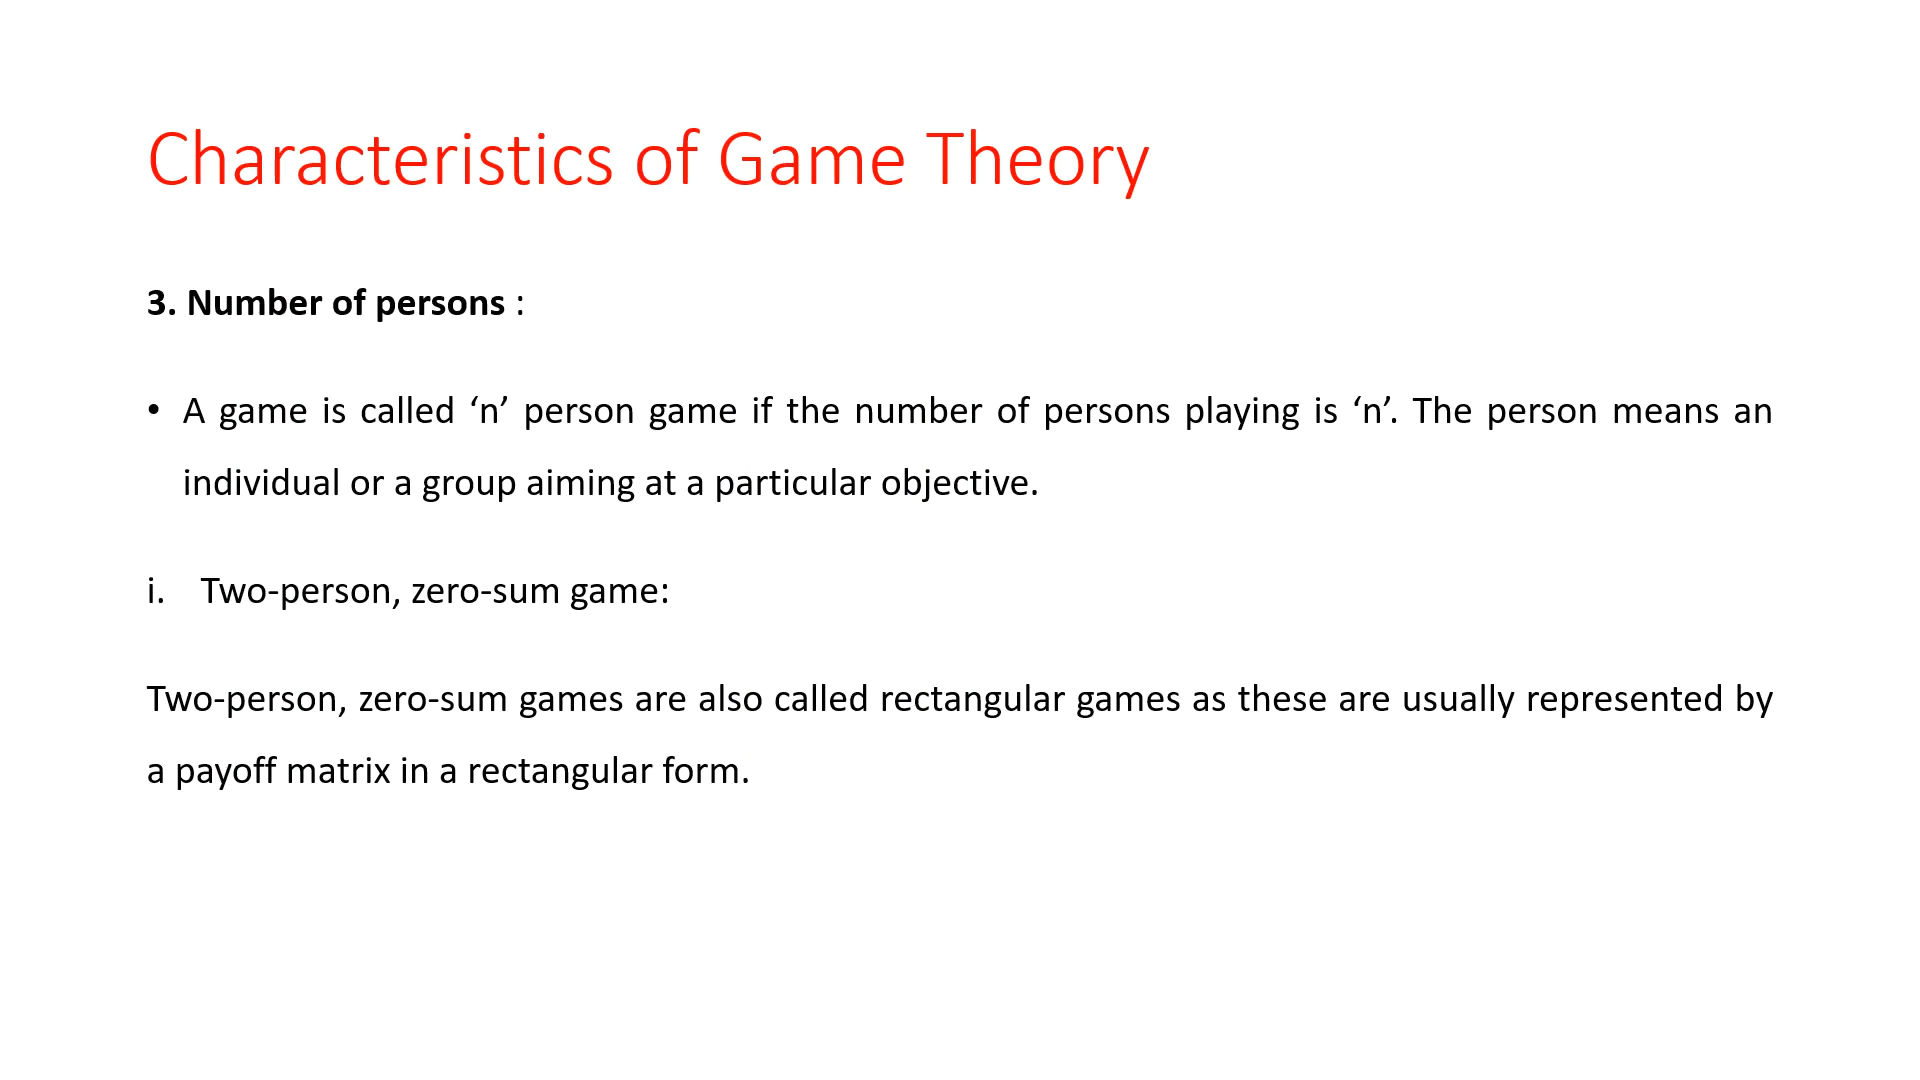 Characteristics of Game Theory
3. Number of persons :
• A game is called ‘n’ person game if the number of persons playing is ‘n’. The person means an
individual or a group aiming at a particular objective.
i. Two-person, zero-sum game:
Two-person, zero-sum games are also called rectangular games as these are usually represented by
a payoff matrix in a rectangular form.